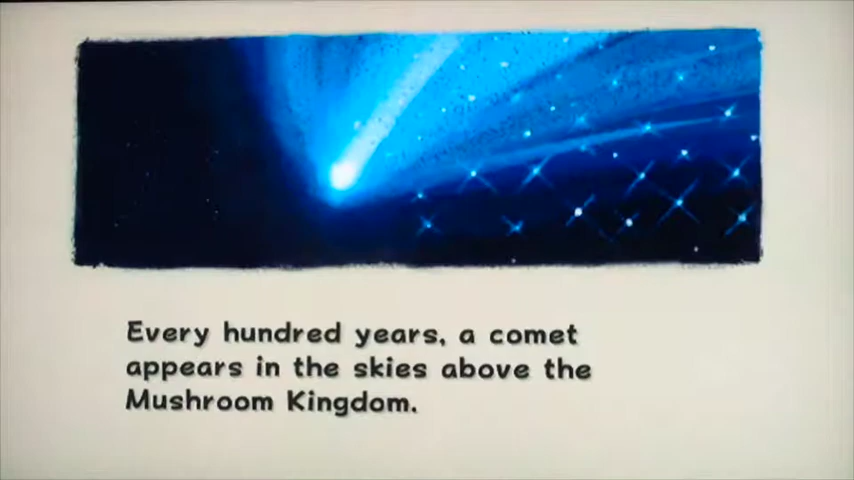 Every hundred years, a comet
appears in the skies above the
Mushroom Kingdom.